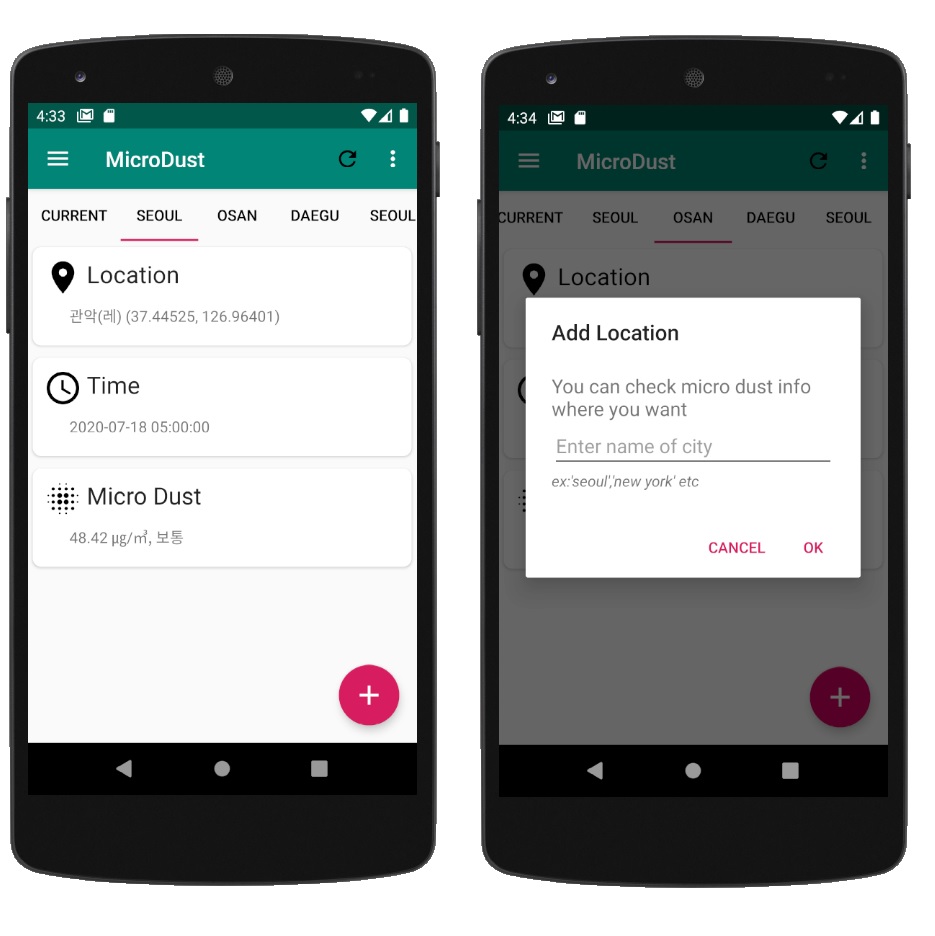 4:33
MicroDust
CURRENT SEOUL OSAN DAEGU SEOUL
Location
관악(레) (37.44525, 126.96401)
Time
2020-07-18 05:00:00
Micro Dust
48.42 μg/㎥, 보통
4:34
MicroDust
CURRENT SEOUL OSAN DAEGU SEOUL
Location
Add Location
You can check micro dust info
where you want
Enter name of city
ex:'seoul','new york' etc
CANCEL OK